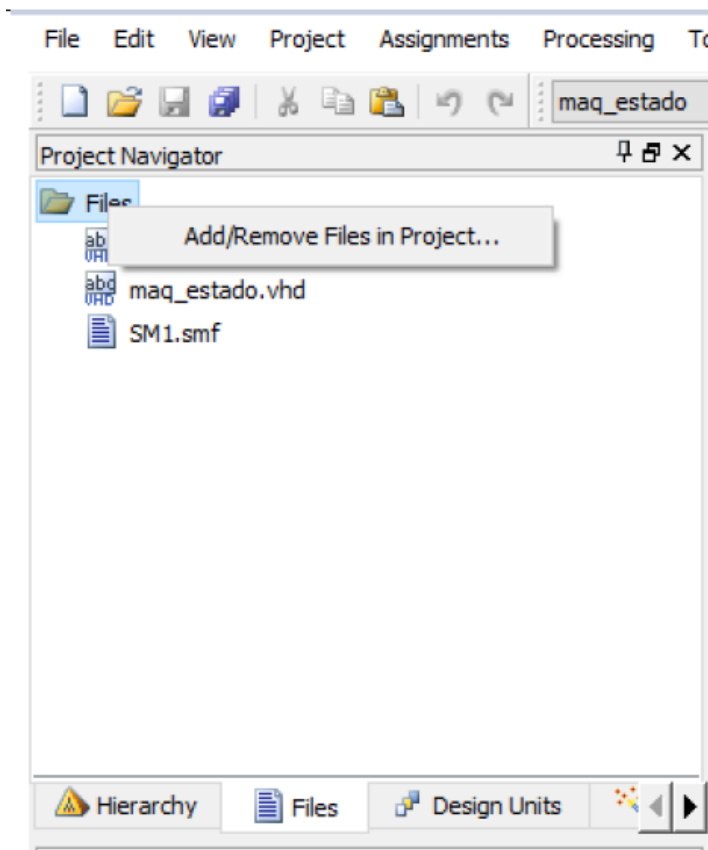 File Edit View Project Assignments Processing
maq_estado
Project Navigator
Files
Add/Remove Files in Project...
maq_estado.vhd
SM1.smf
Hierarchy Files Design Units